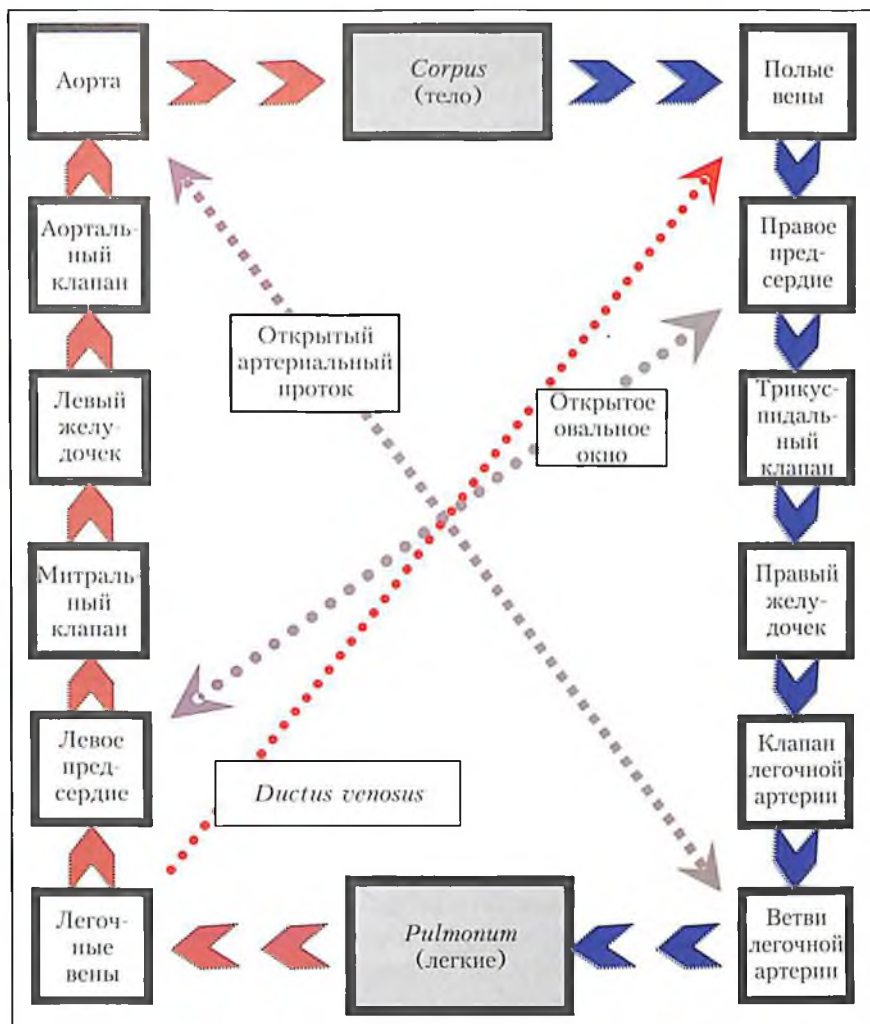 Аорта
Corpus
(тело)
Полые
вены
Аорталь-
ный
клапан
Правое
пред-
сердие
Открытый
артериальный
проток
Левый
желу-
дочек
Открытое
овальное
окно
Трикус-
пидаль-
ный
клапан
Митраль-
ный
клапан
Правый
желу-
дочек
Левое
пред-
сердие
Ductus venosus
Клапан
легочной
артерии
Легоч-
ные
вены
Pulmonum
(легкие)
Ветви
легочной
артерии